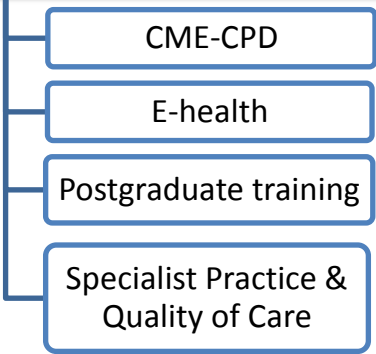 CME-CPD
E-health
Postgraduate training
Specialist Practice &
Quality of Care